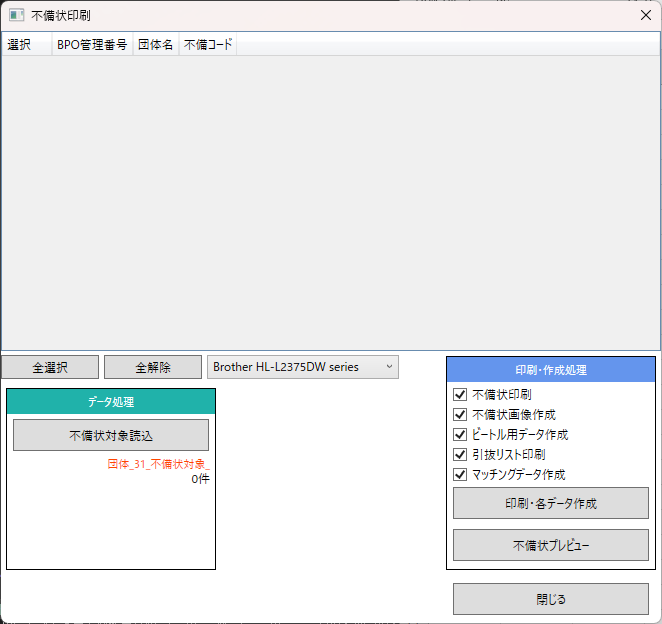 不備状印刷
選択 BPO管理番号 団体名 不備コード
全選択 全解除 Brother HL-L2375DW series
印刷・作成処理
データ処理
不備状印刷
不備状画像作成
不備状対象読込
ビートル用データ作成
引抜リスト印刷
団体_31_不備状対象_
マッチングデータ作成
0件
印刷・各データ作成
不備状プレビュー
閉じる